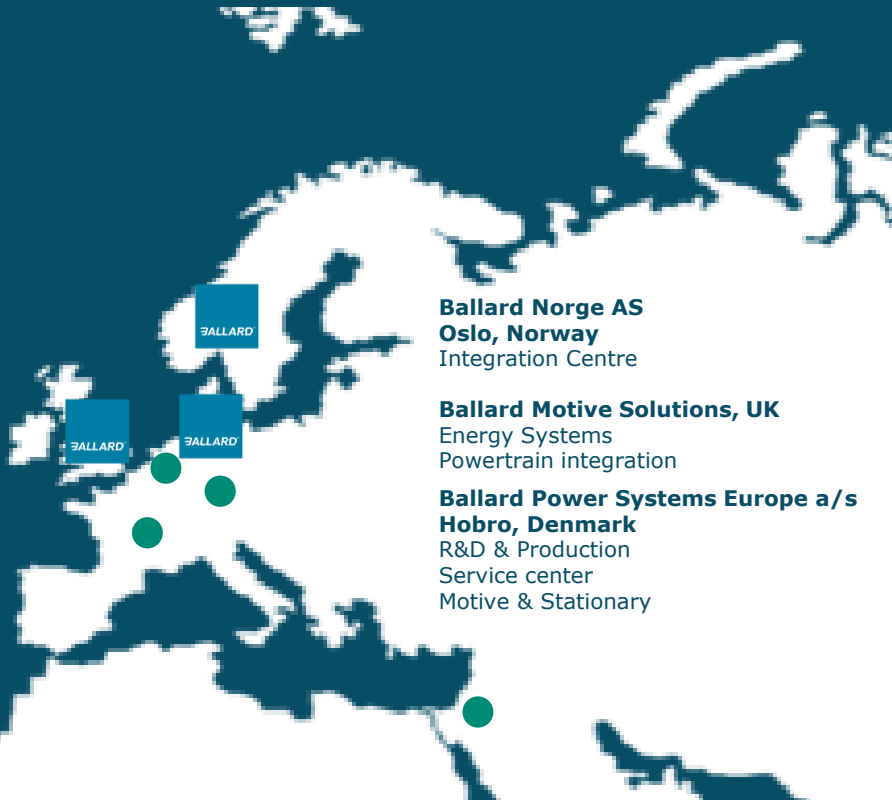 BALLARD
BALLARD
BALLARD
Ballard Norge AS
Oslo, Norway
Integration Centre
Ballard Motive Solutions, UK
Energy Systems
Powertrain integration
Ballard Power Systems Europe a/s
Hobro, Denmark
R&D & Production
Service center
Motive & Stationary